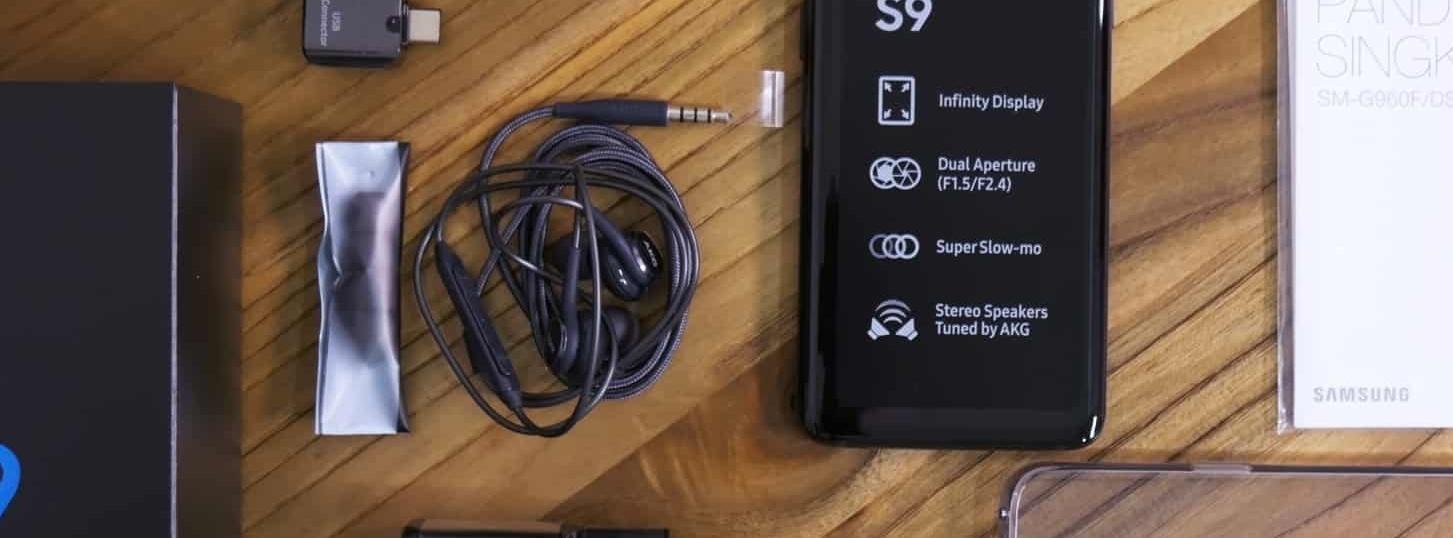 USB
Connector
S9
Infinity Display
Dual Aperture
(F1.5/F2.4)
Super Slow-mo
Stereo Speakers
Tuned by AKG
AKG
SM-G960F/DS
SAMSUNG